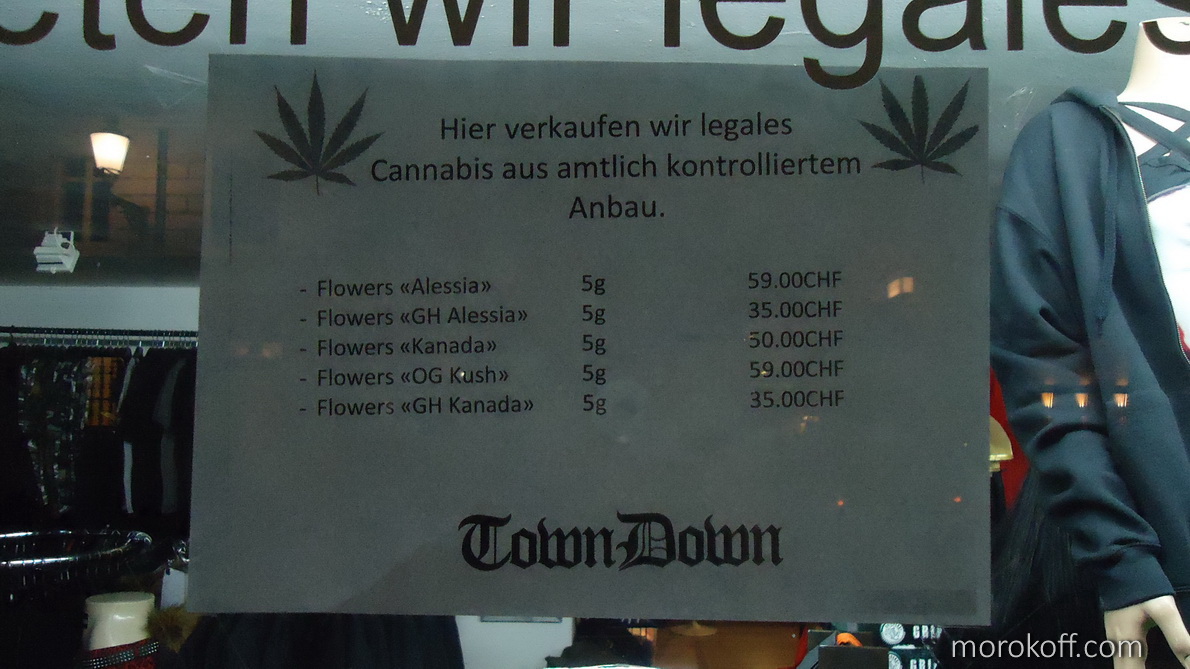 wir legales
Hier verkaufen wir legales
Cannabis aus amtlich kontrolliertem
Anbau.
- Flowers «Alessia» 5g 59.00CHF
- Flowers «GH Alessia» 5g 35.00CHF
- Flowers «Kanada» 5g 50.00CHF
- Flowers «OG Kush» 5g 59.00CHF
- Flowers «GH Kanada» 5g 35.00CHF
TownDown
morokoff.com